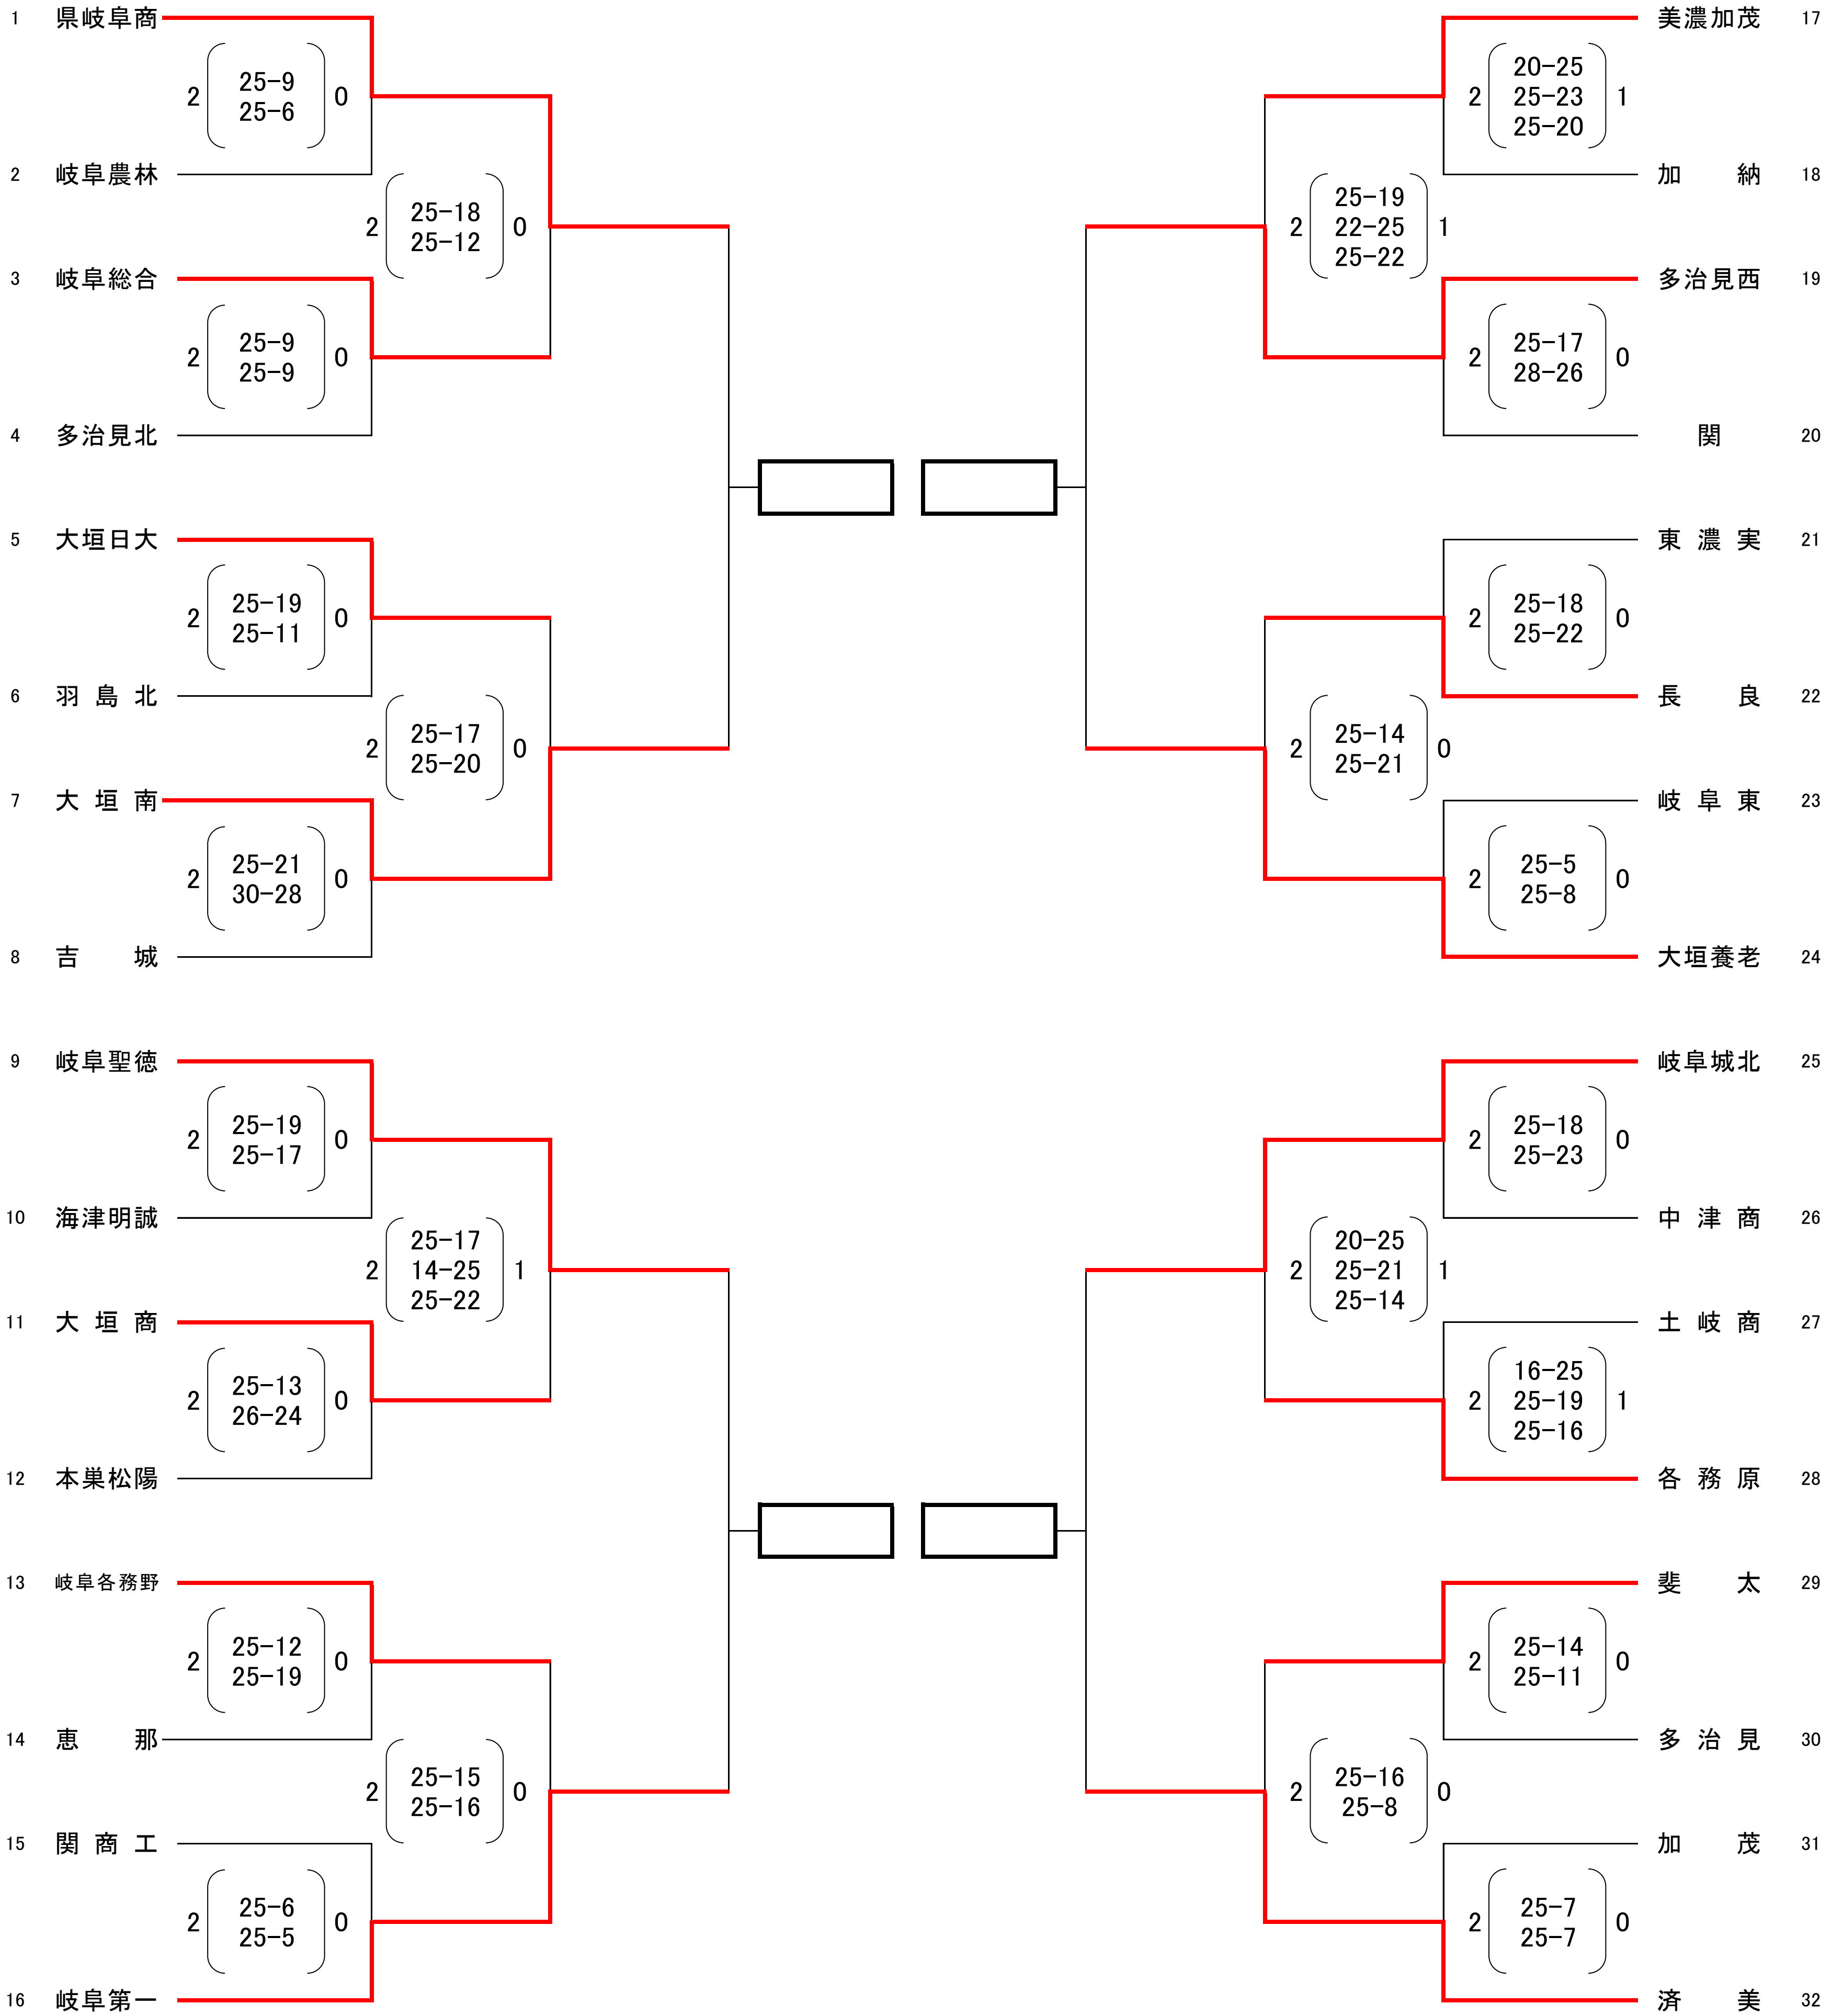 1 県岐阜商
2 25-9 0
25-6
2 岐阜農林
2 25-18 0
25-12
3 岐阜総合
2 25-9 0
25-9
4 多治見北
5 大垣日大
2 25-19 0
25-11
6 羽島北
2 25-17 0
25-20
7 大垣南
2 25-21 0
30-28
8 吉城
9 岐阜聖徳
2 25-19 0
25-17
10 海津明誠
2 25-17 1
14-25
25-22
11 大垣商
2 25-13 0
26-24
12 本巣松陽
13 岐阜各務野
2 25-12 0
25-19
14 恵那
2 25-15 0
25-16
15 関商工
2 25-6 0
25-5
16 岐阜第一
美濃加茂 17
2 20-25 1
25-23
25-20
加納 18
2 25-19 1
22-25
25-22
多治見西 19
2 25-17 0
28-26
関 20
東濃実 21
2 25-18 0
25-22
長良 22
2 25-14 0
25-21
岐阜東 23
2 25-5 0
25-8
大垣養老 24
岐阜城北 25
2 25-18 0
25-23
中津商 26
2 20-25 1
25-21
25-14
土岐商 27
2 16-25 1
25-19
25-16
各務原 28
斐太 29
2 25-14 0
25-11
多治見 30
2 25-16 0
25-8
加茂 31
2 25-7 0
25-7
済美 32